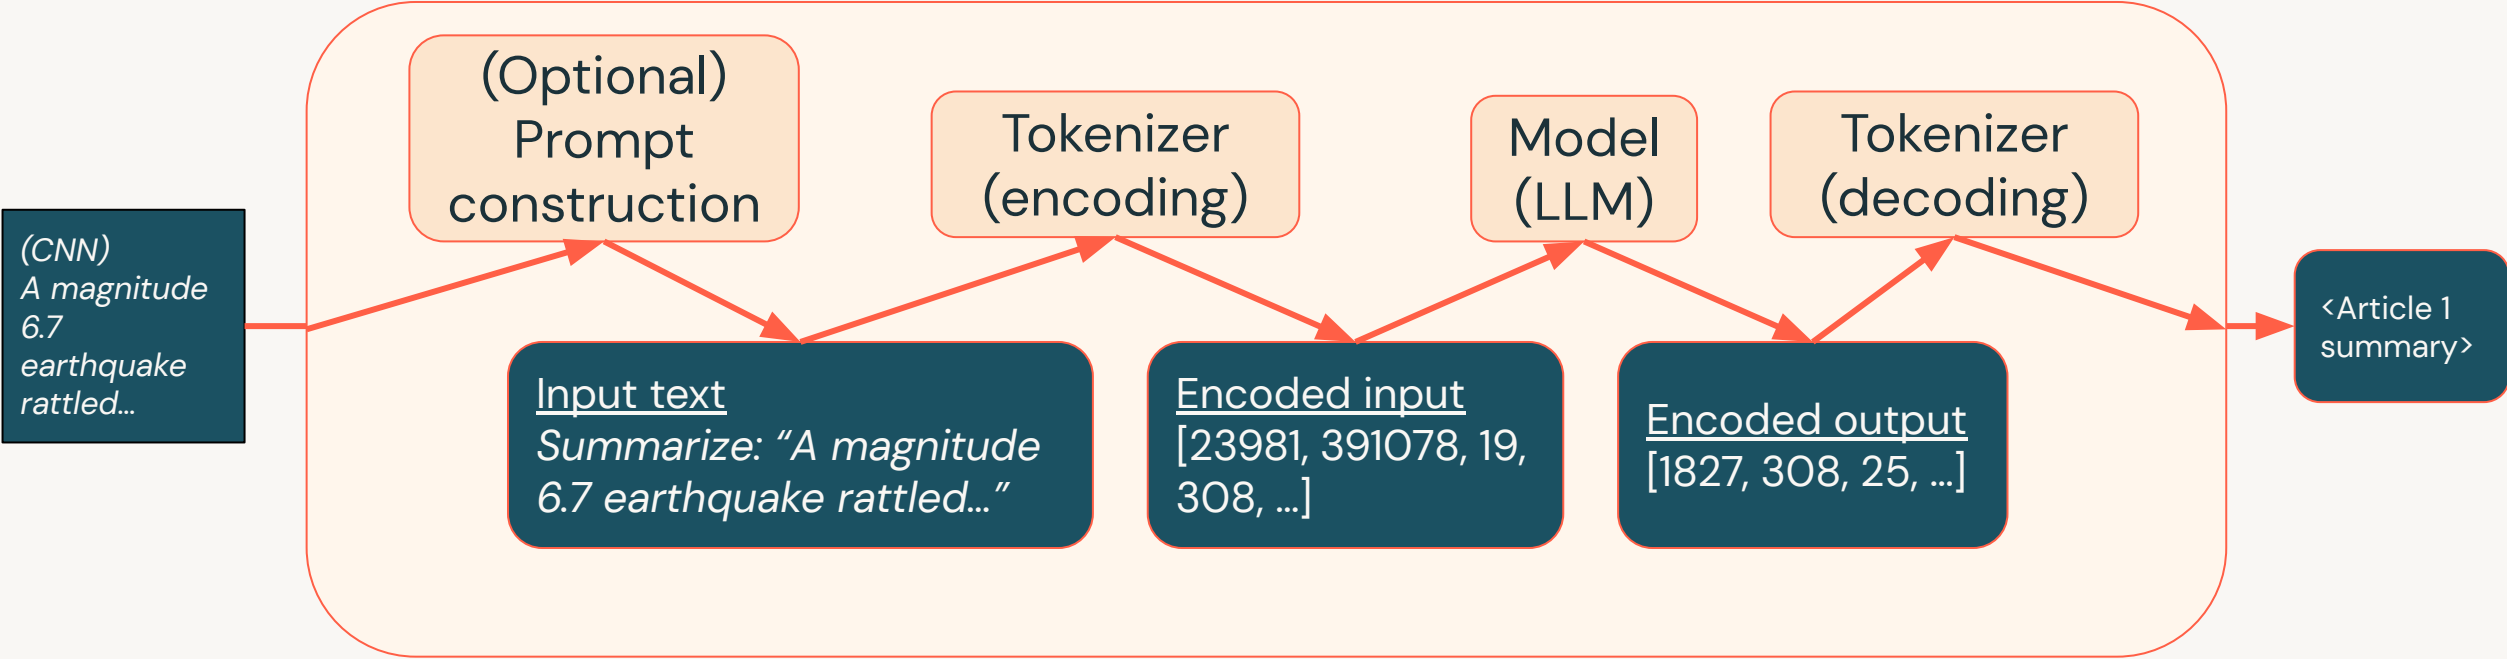 (CNN)
A magnitude
6.7
earthquake
rattled...
(Optional)
Prompt
construction
Input text
Summarize: “A magnitude
6.7 earthquake rattled...”
Tokenizer
(encoding)
Encoded input
[23981, 391078, 19,
308, ...]
Model
(LLM)
Encoded output
[1827, 308, 25, ...]
Tokenizer
(decoding)
<Article 1
summary>